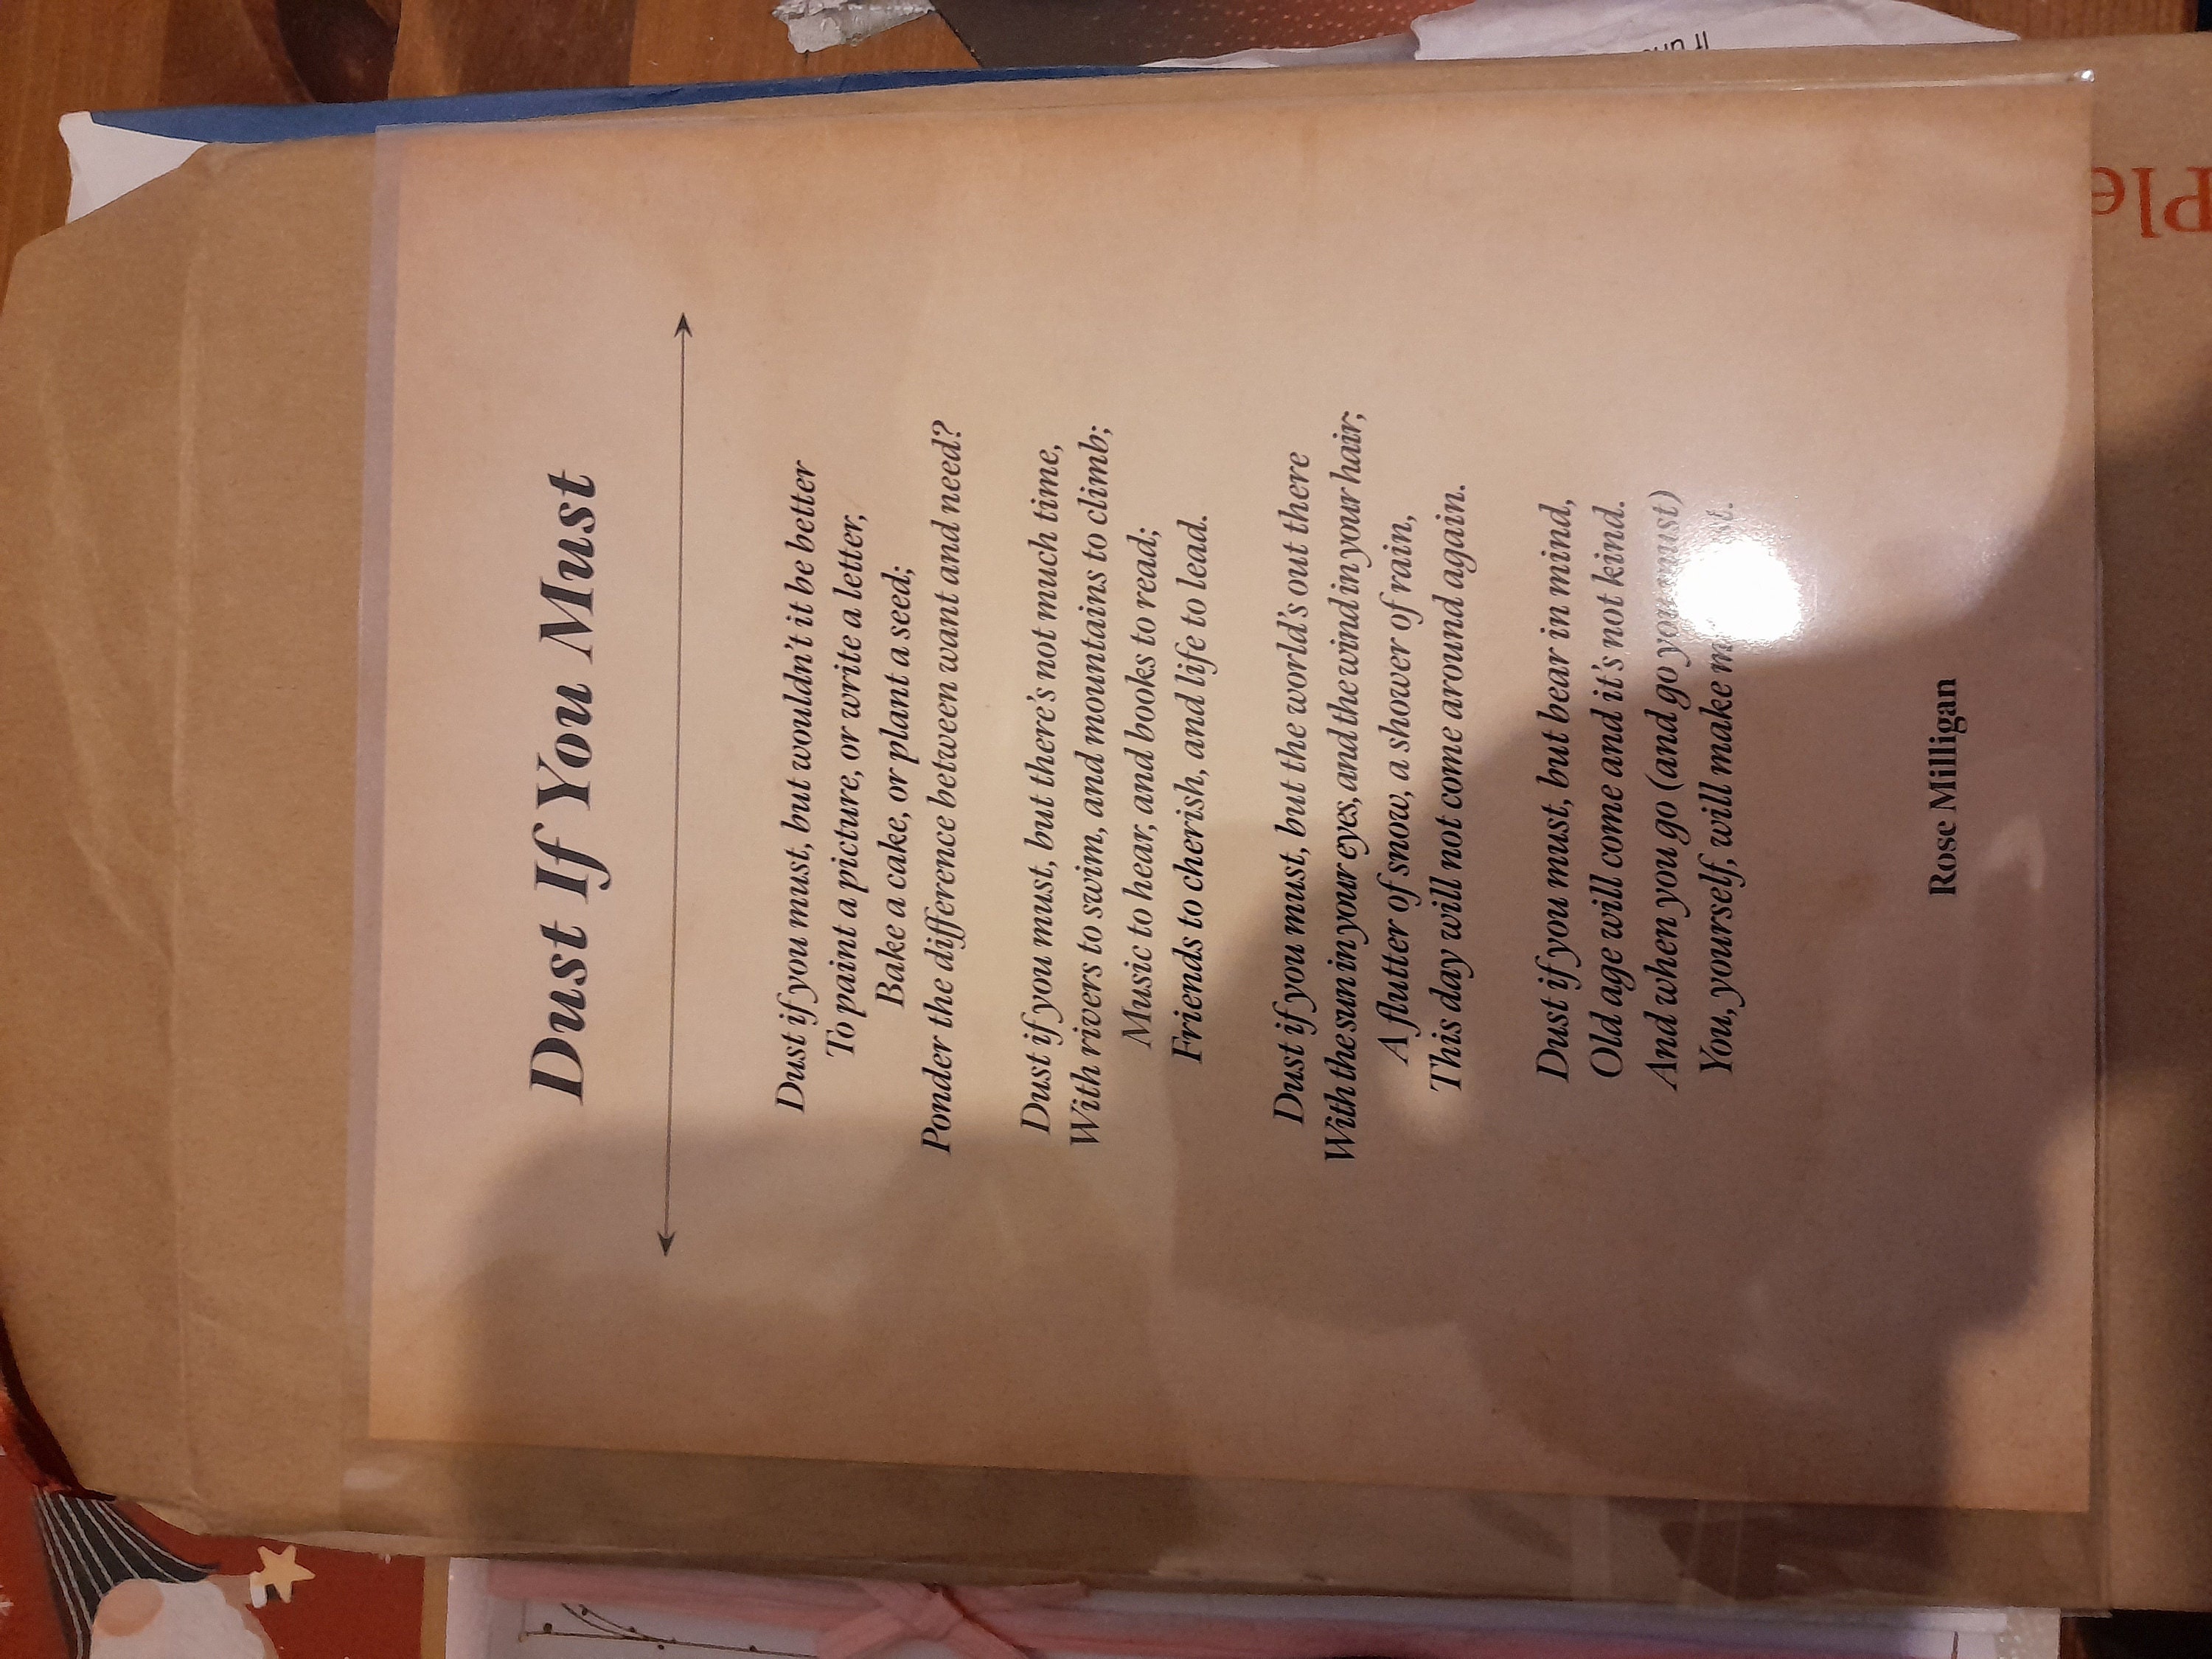 Dust If You Must
Dust if you must, but wouldn't it be better
To paint a picture, or write a letter,
Bake a cake, or plant a seed;
Ponder the difference between want and need?
Dust if you must, but there's not much time,
With rivers to swim, and mountains to climb;
Music to hear, and books to read;
Friends to cherish, and life to lead.
Dust if you must, but the world's out there
With the sun in your eyes, and the wind in your hair;
A flutter of snow, a shower of rain,
This day will not come around again.
Dust if you must, but bear in mind,
Old age will come and it's not kind.
And when you go (and go you must)
You, yourself, will make
Rose Milligan
Ple